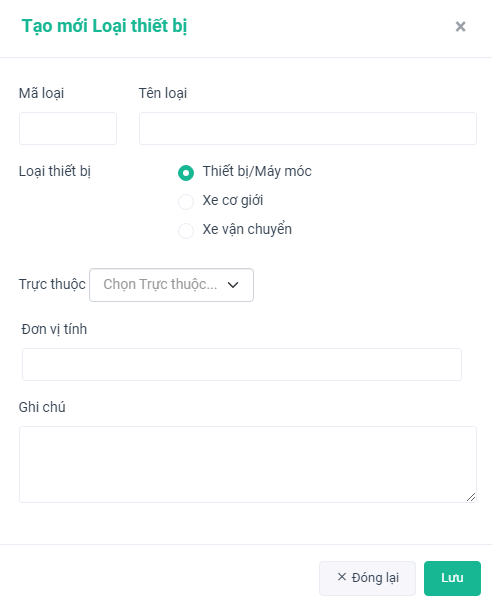 Tạo mới Loại thiết bị ×
Mã loại Tên loại
Loại thiết bị Thiết bị/Máy móc
Xe cơ giới
Xe vận chuyển
Trực thuộc Chọn Trực thuộc...
Đơn vị tính
Ghi chú
× Đóng lại Lưu